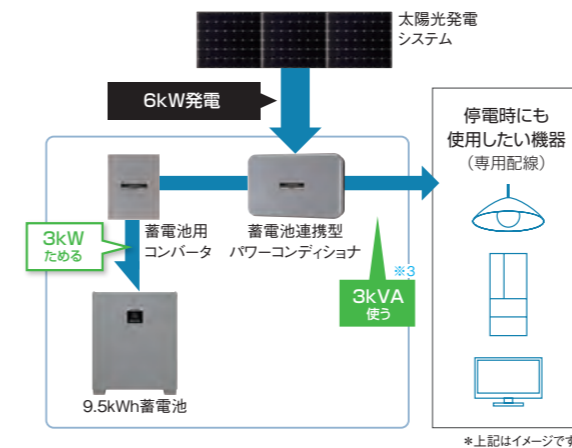 太陽光発電
システム
6kW発電
停電時にも
使用したい機器
(専用配線)
蓄電池用
コンバータ
蓄電池連携型
パワーコンディショナ
3kW
ためる
※3
3kVA
使う
9.5kWh蓄電池
*上記はイメージです